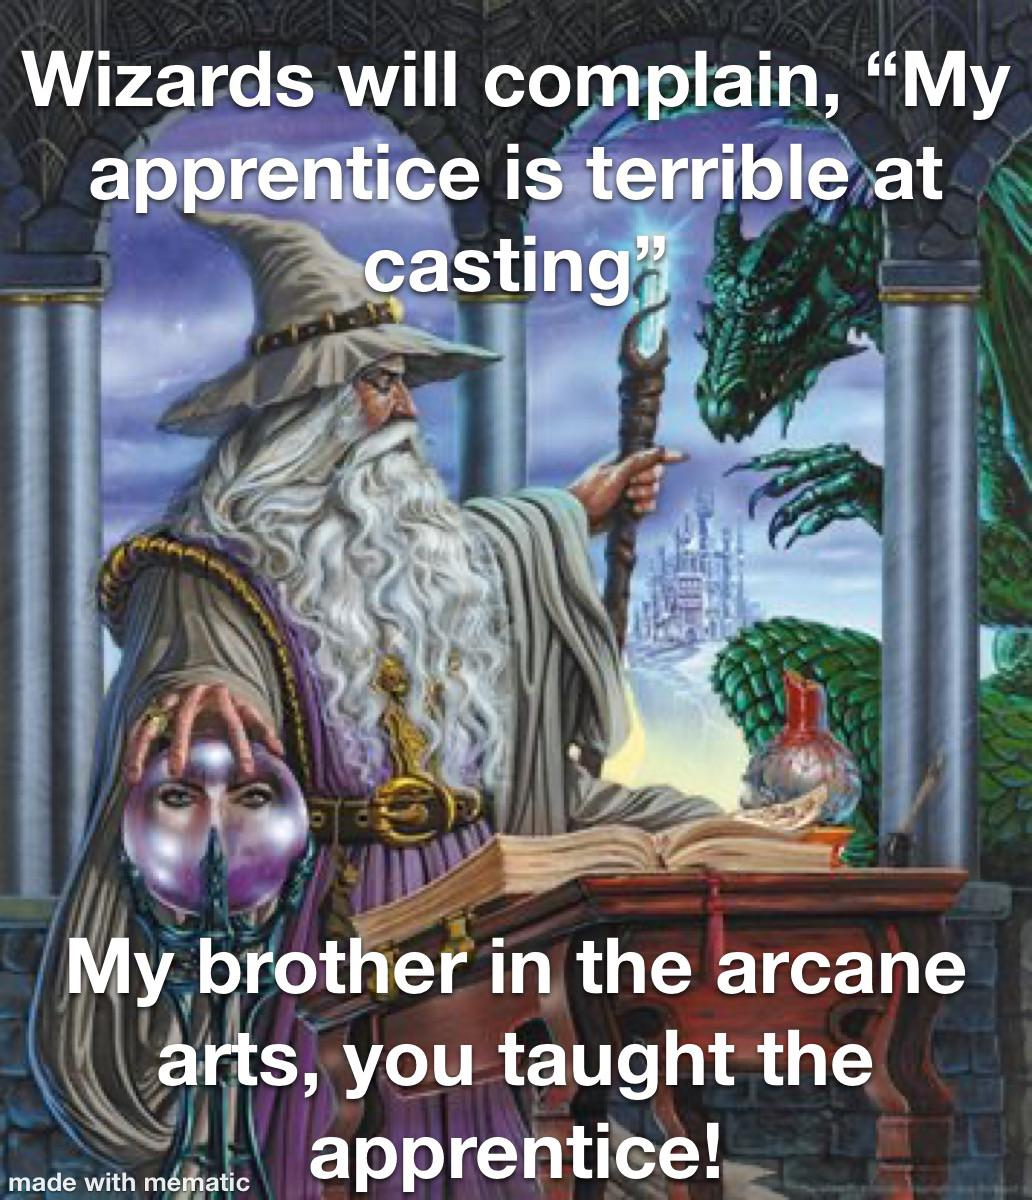 Wizards will complain, “My
apprentice is terrible at
casting”
My brother in the arcane
arts, you taught the
apprentice!
made with mematic